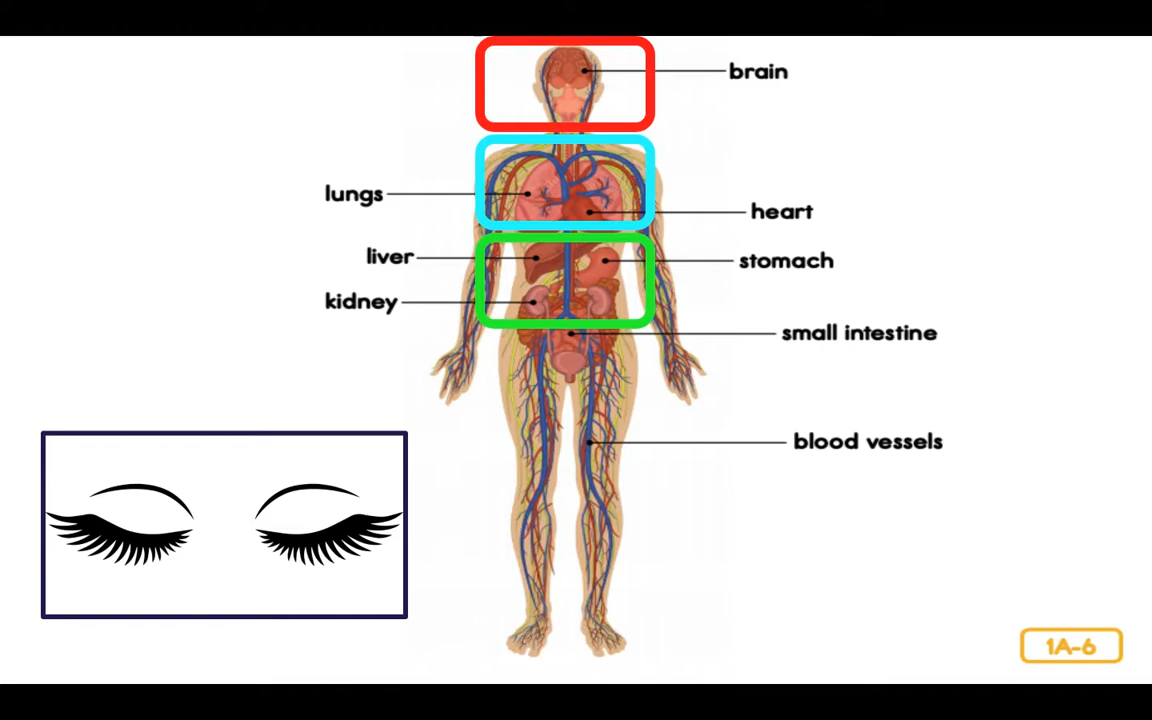 brain
lungs
heart
liver
stomach
kidney
small intestine
blood vessels
1A-6